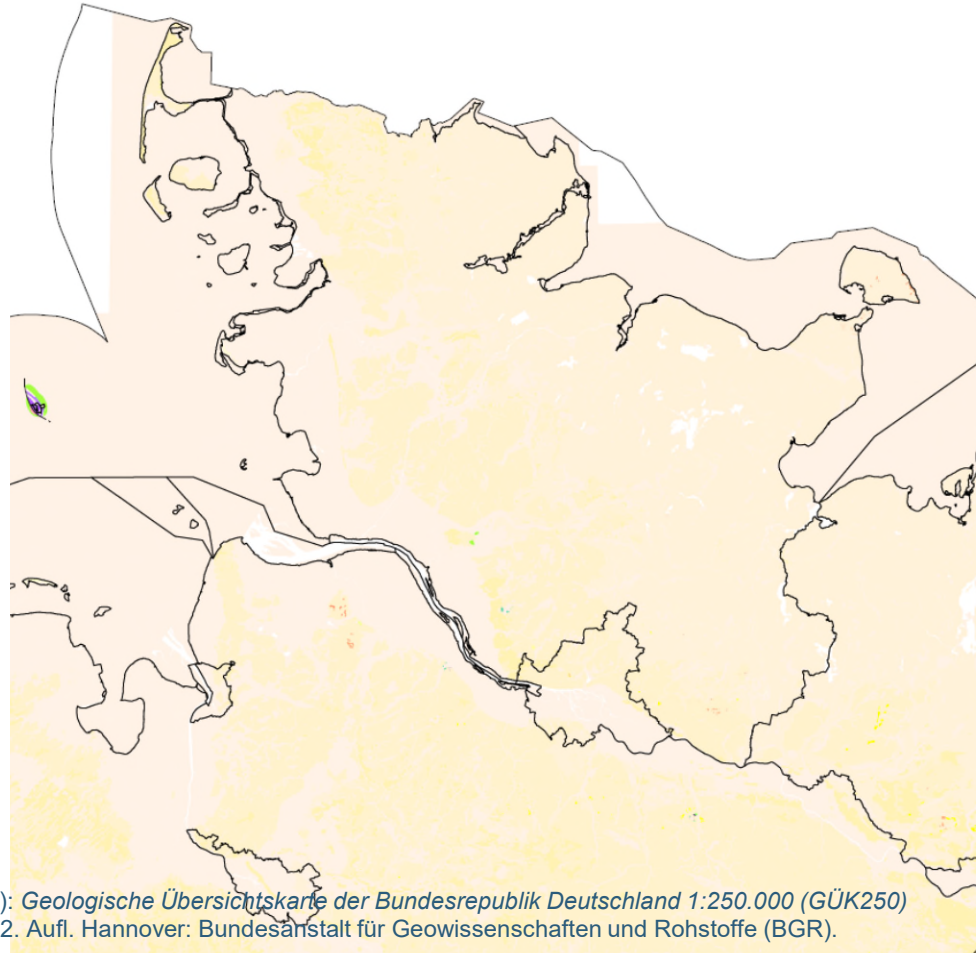 ): Geologische Übersichtskarte der Bundesrepublik Deutschland 1:250.000 (GÜK250)
2. Aufl. Hannover: Bundesanstalt für Geowissenschaften und Rohstoffe (BGR).